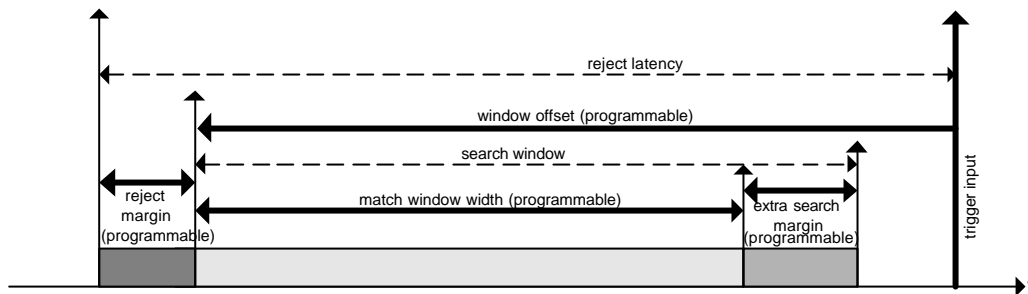 reject latency
window offset (programmable)
search window
match window width (programmable)
reject
margin
(programmable)
extra search
margin
(programmable)
trigger input